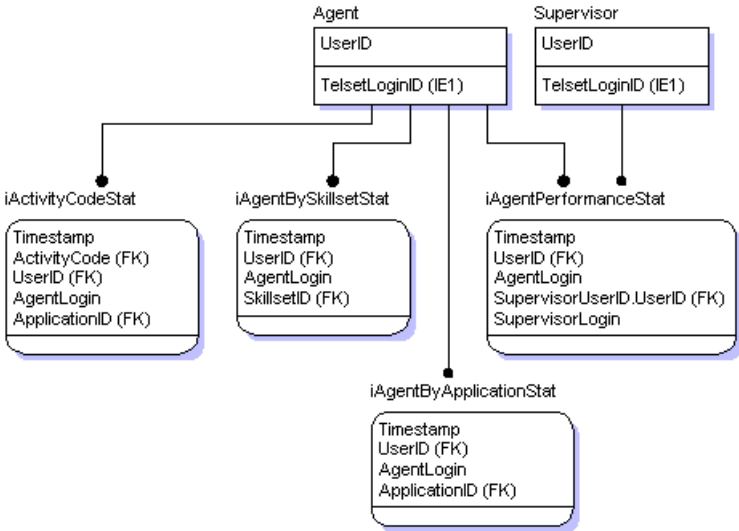 Agent
UserID
TelsetLoginID (IE1)
Supervisor
UserID
TelsetLoginID (IE1)
iActivityCodeStat
Timestamp
ActivityCode (FK)
UserID (FK)
AgentLogin
ApplicationID (FK)
iAgentBySkillsetStat
Timestamp
UserID (FK)
AgentLogin
SkillsetID (FK)
iAgentPerformanceStat
Timestamp
UserID (FK)
AgentLogin
SupervisorUserID.UserID (FK)
SupervisorLogin
iAgentByApplicationStat
Timestamp
UserID (FK)
AgentLogin
ApplicationID (FK)